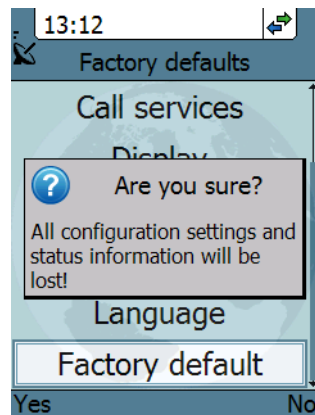 13:12
Factory defaults
Call services
Display
Are you sure?
All configuration settings and
status information will be
lost!
Language
Factory default
Yes No